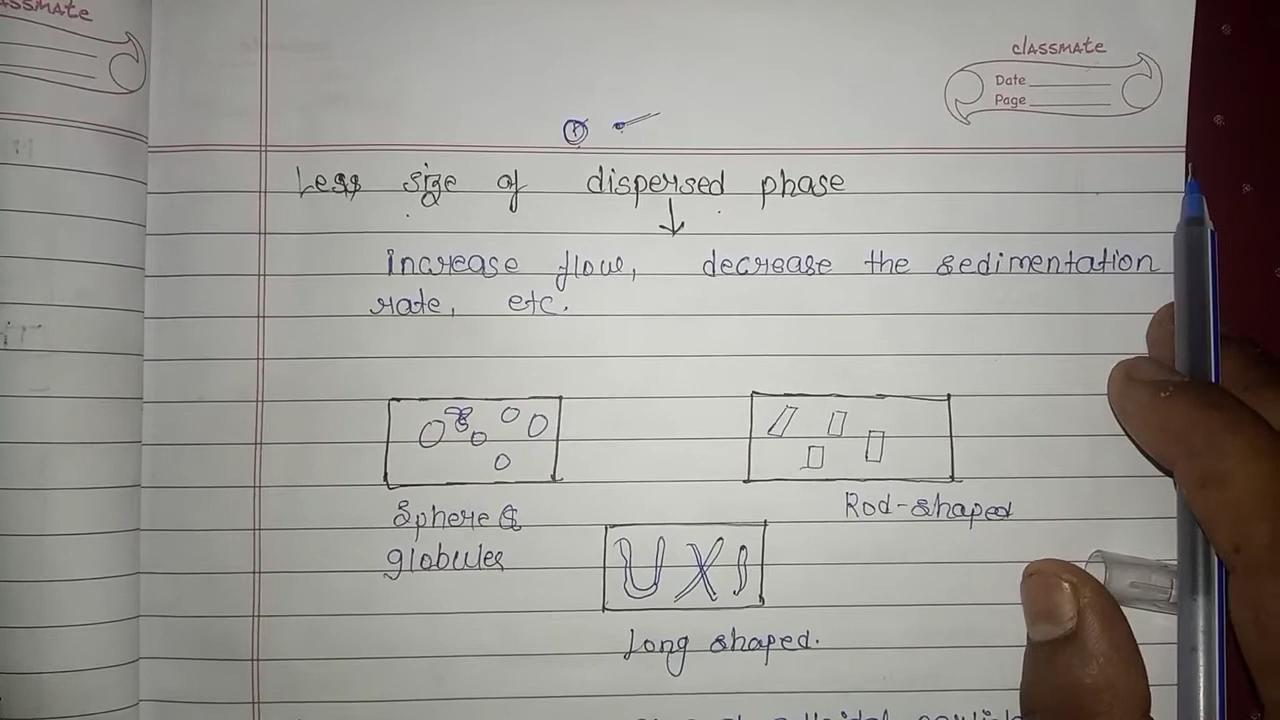 assmate
classmate
Date
Page
Less size of dispersed phase
increase flow, decrease the sedimentation
rate, etc.
Sphere &
globules
Rod-shaped
Long shaped.